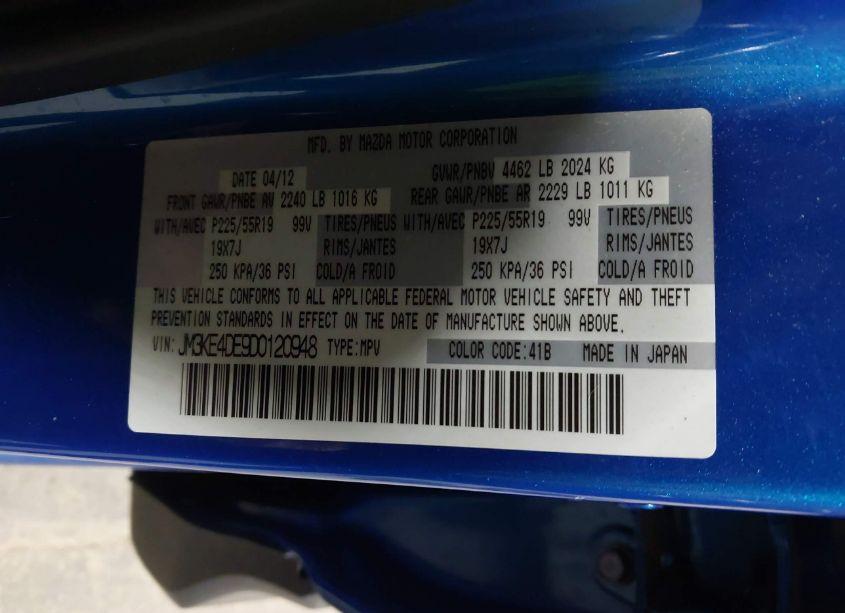 MFD. BY MAZDA MOTOR CORPORATION
DATE 04/12 GVWR/PNBV 4462 LB 2024 KG
FRONT GAWR/PNBE AV 2240 LB 1016 KG REAR GAWR/PNBE AR 2229 LB 1011 KG
WITH/AVEC P225/55R19 99V TIRES/PNEUS WITH/AVEC P225/55R19 99V TIRES/PNEUS
19X7J RIMS/JANTES 19X7J RIMS/JANTES
250 KPA/36 PSI COLD/A FROID 250 KPA/36 PSI COLD/A FROID
THIS VEHICLE CONFORMS TO ALL APPLICABLE FEDERAL MOTOR VEHICLE SAFETY AND THEFT
PREVENTION STANDARDS IN EFFECT ON THE DATE OF MANUFACTURE SHOWN ABOVE.
VIN: JM3KE4DE9D0120948 TYPE:MPV COLOR CODE:41B MADE IN JAPAN